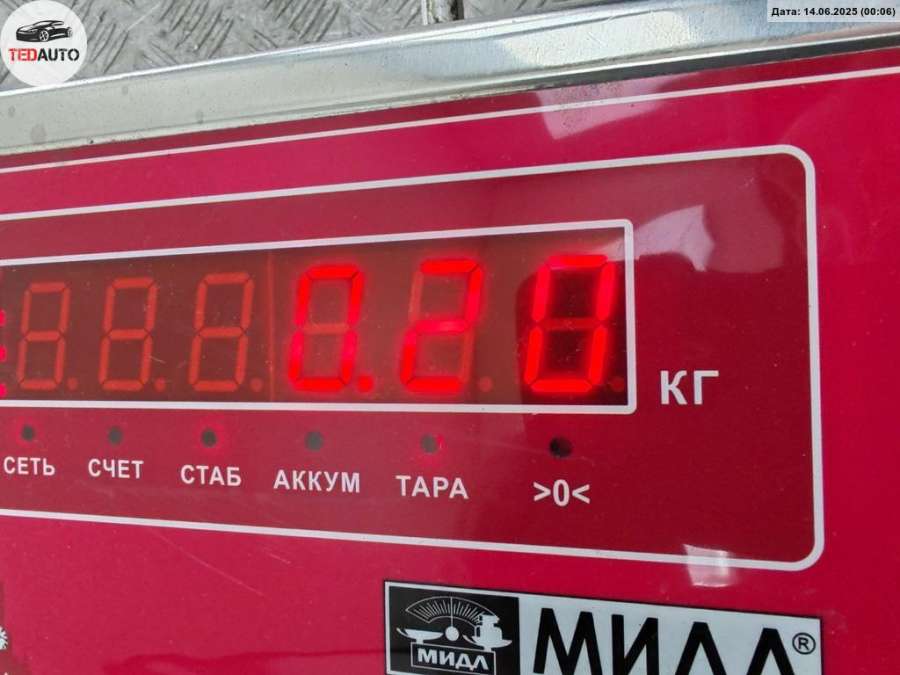 TEDAUTO
Дата: 14.06.2025 (00:06)
0.20
КГ
СЕТЬ СЧЕТ СТАБ АККУМ ТАРА >0<
МИДЛ
МИДЛ®